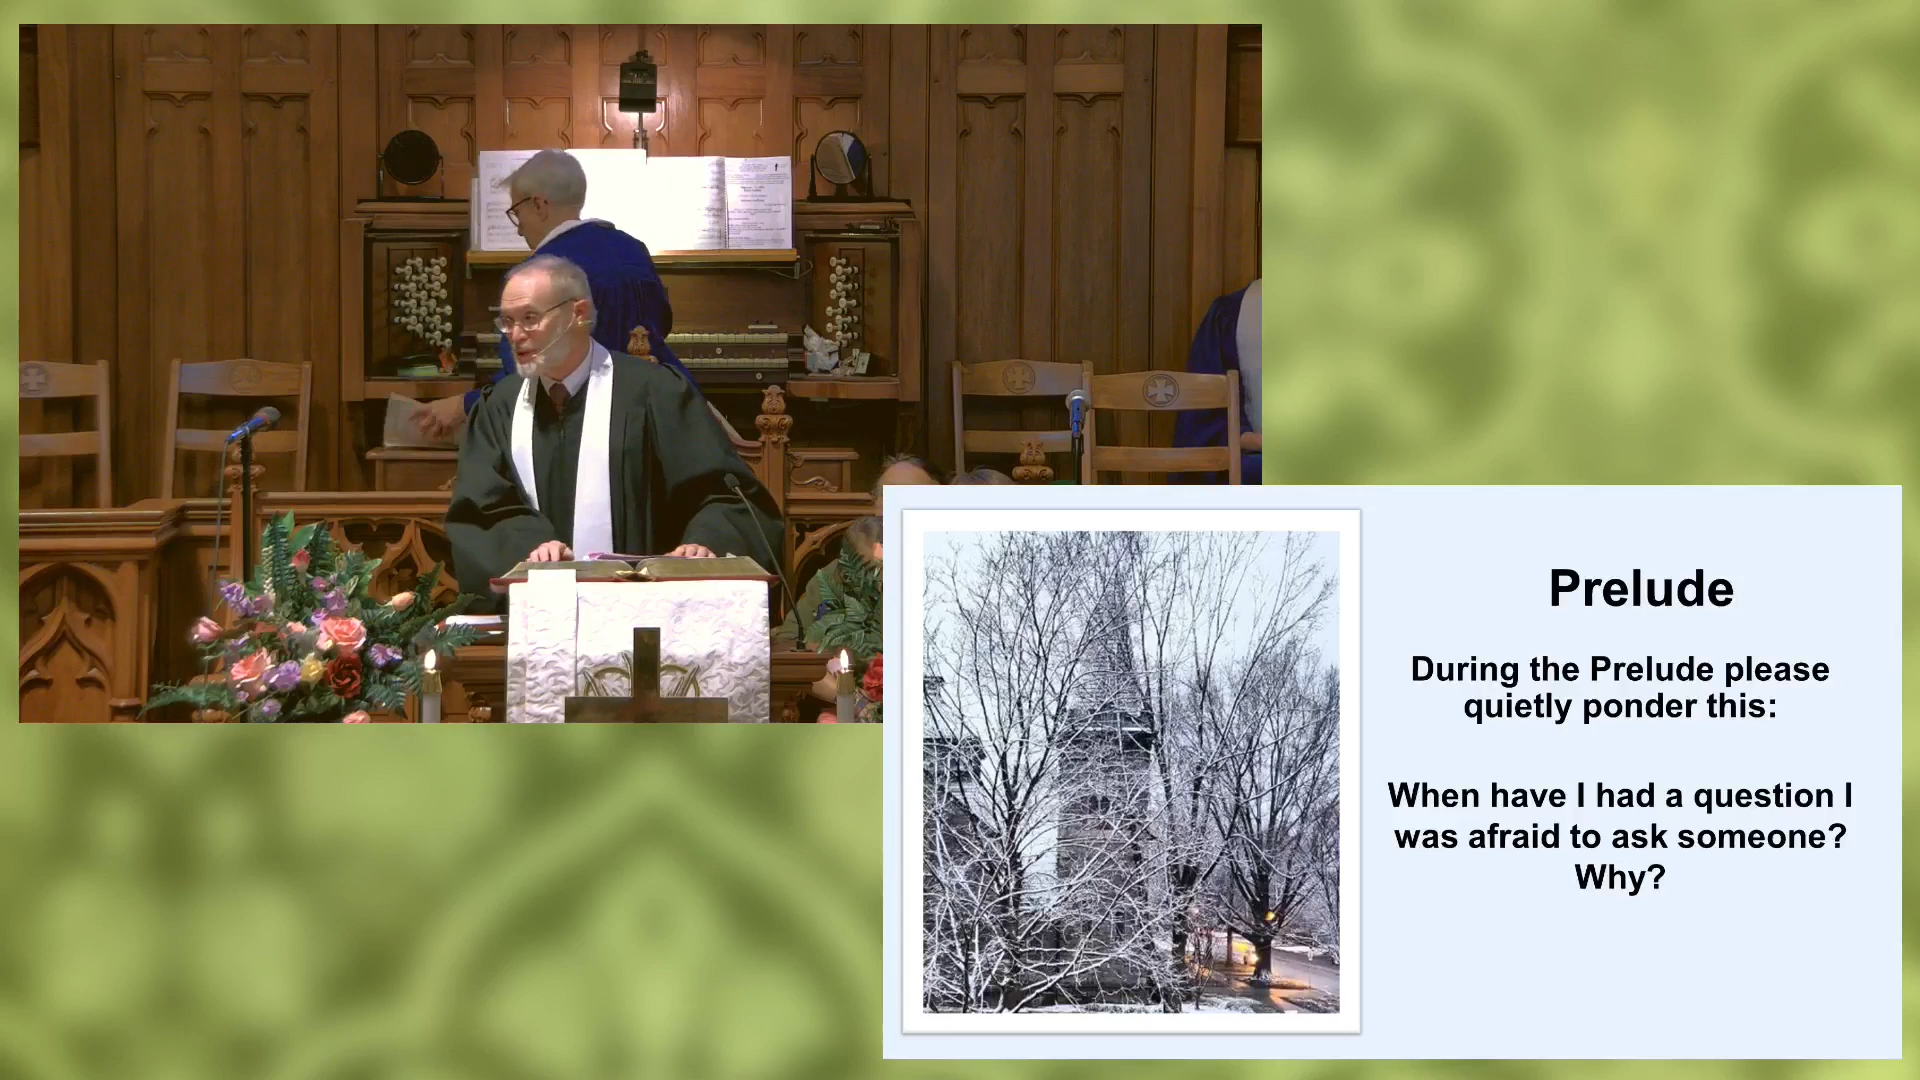 Prelude
During the Prelude please
quietly ponder this:
When have I had a question I
was afraid to ask someone?
Why?